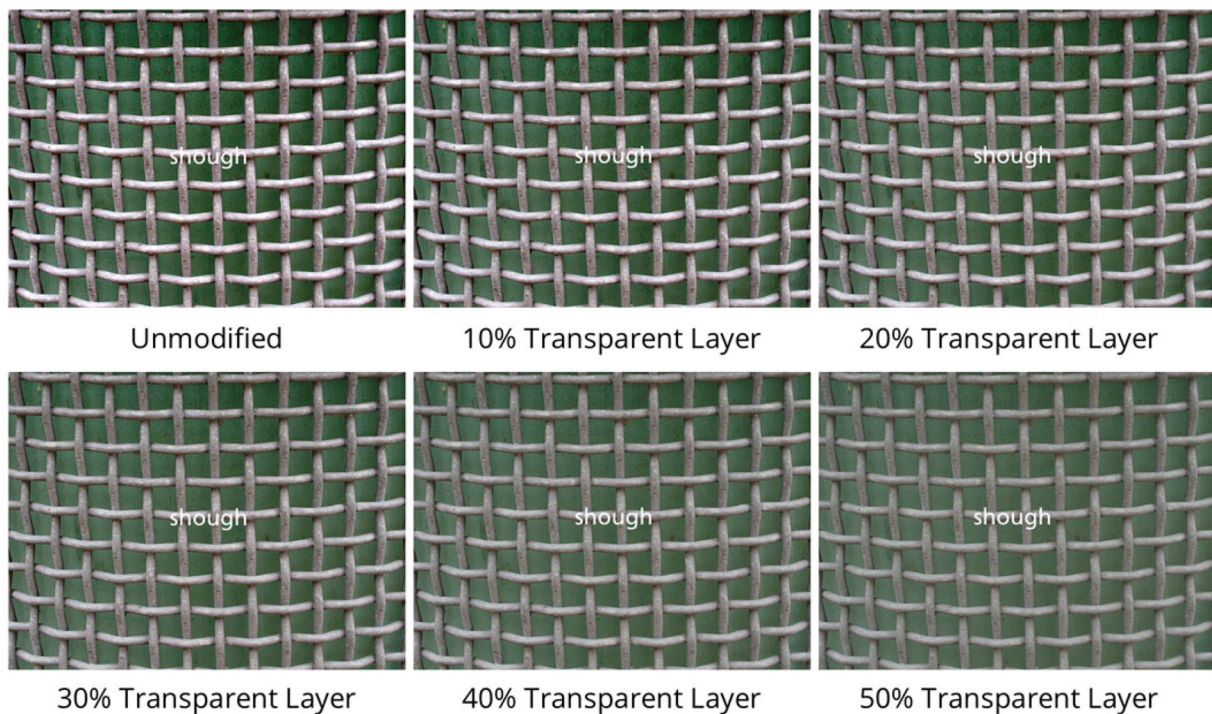 shough
shough
shough
Unmodified
10% Transparent Layer
20% Transparent Layer
shough
shough
shough
30% Transparent Layer
40% Transparent Layer
50% Transparent Layer